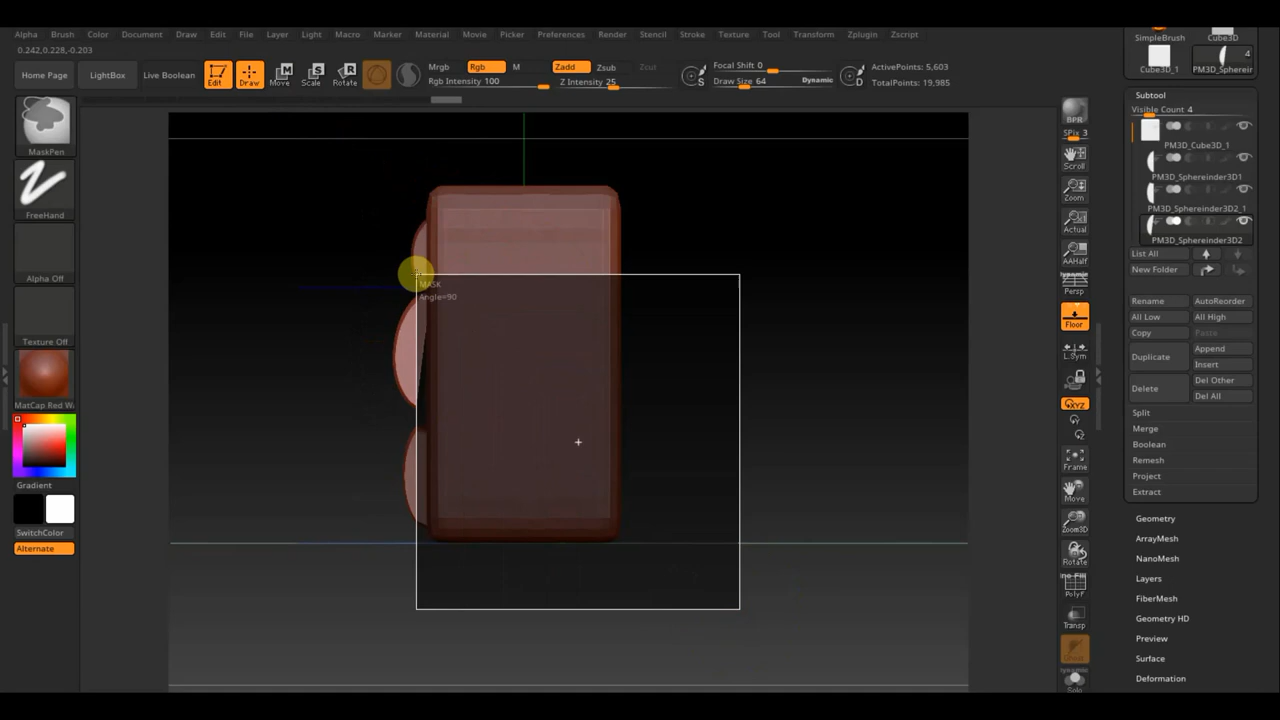 Alpha Brush Color Document Draw Edit File Layer Light Macro Marker Material Movie Picker Preferences Render Stencil Stroke Texture Tool Transform Zplugin Zscript
0.242,0.228,-0.203
Home Page
LightBox
Live Boolean
Edit
Draw
Move
Scale
Rotate
Mrgb
Rgb
M
Rgb Intensity 100
Zadd
Zsub
Zcut
Z Intensity 25
S
Focal Shift 0
Draw Size 64
Dynamic
D
ActivePoints: 5,603
TotalPoints: 19,985
MaskPen
FreeHand
Alpha Off
Texture Off
MatCap Red W
Gradient
SwitchColor
Alternate
MASK
Angle=90
BPR
SPix 3
Scroll
Zoom
Actual
AAHalf
dynamic
Persp
Floor
L.Sym
XYZ
Y
Z
Frame
Move
Zoom3D
Rotate
PolyF
Transp
Solo
SimpleBrush
Cube3D
Cube3D_1
4
PM3D_Sphereir
Subtool
Visible Count 4
PM3D_Cube3D_1
PM3D_Sphereinder3D1
PM3D_Sphereinder3D2_1
PM3D_Sphereinder3D2
List All
New Folder
Rename
AutoReorder
All Low
All High
Copy
Paste
Duplicate
Append
Insert
Delete
Del Other
Del All
Split
Merge
Boolean
Remesh
Project
Extract
Geometry
ArrayMesh
NanoMesh
Layers
FiberMesh
Geometry HD
Preview
Surface
Deformation